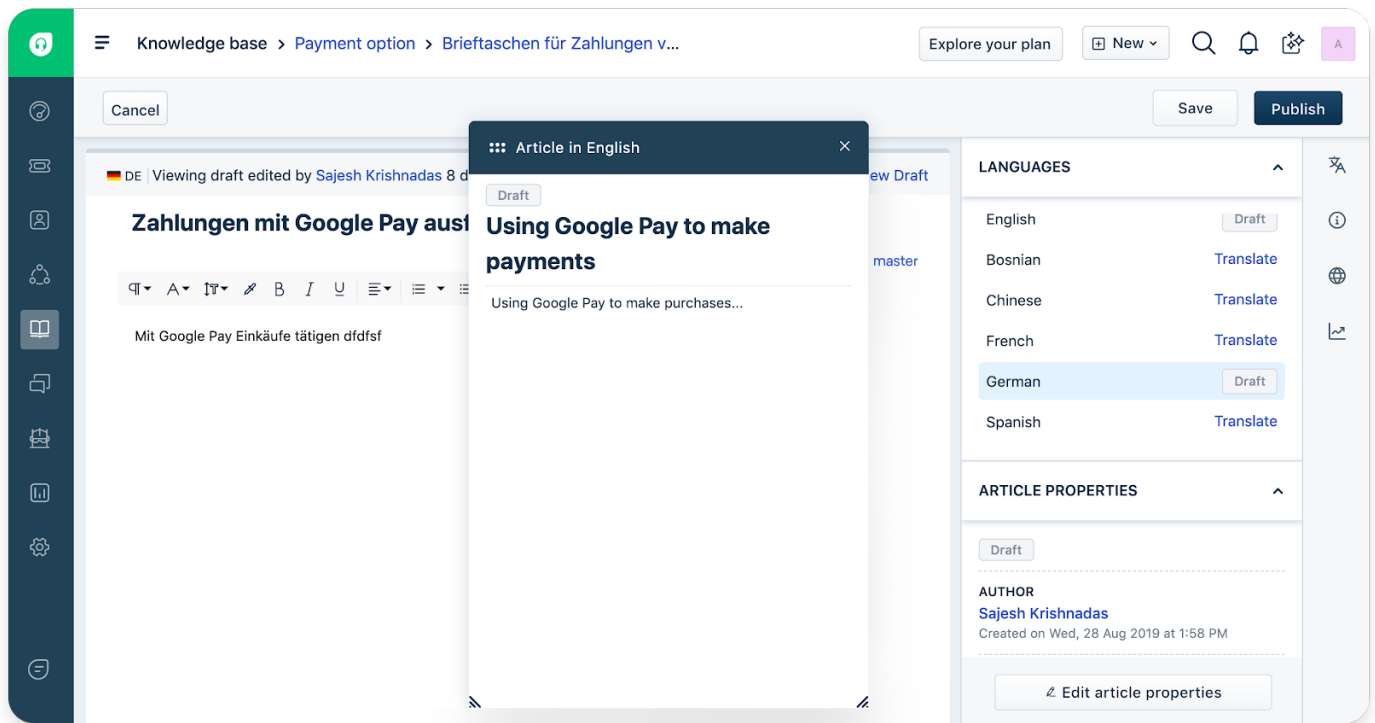 Knowledge base > Payment option > Brieftaschen für Zahlungen v...
Explore your plan
New
A
Cancel
Save
Publish
DE Viewing draft edited by Sajesh Krishnadas 8 d
ew Draft
Zahlungen mit Google Pay ausf
master
Mit Google Pay Einkäufe tätigen dfdfsf
Article in English
Draft
Using Google Pay to make
payments
Using Google Pay to make purchases...
LANGUAGES
English Draft
Bosnian Translate
Chinese Translate
French Translate
German Draft
Spanish Translate
ARTICLE PROPERTIES
Draft
AUTHOR
Sajesh Krishnadas
Created on Wed, 28 Aug 2019 at 1:58 PM
Edit article properties